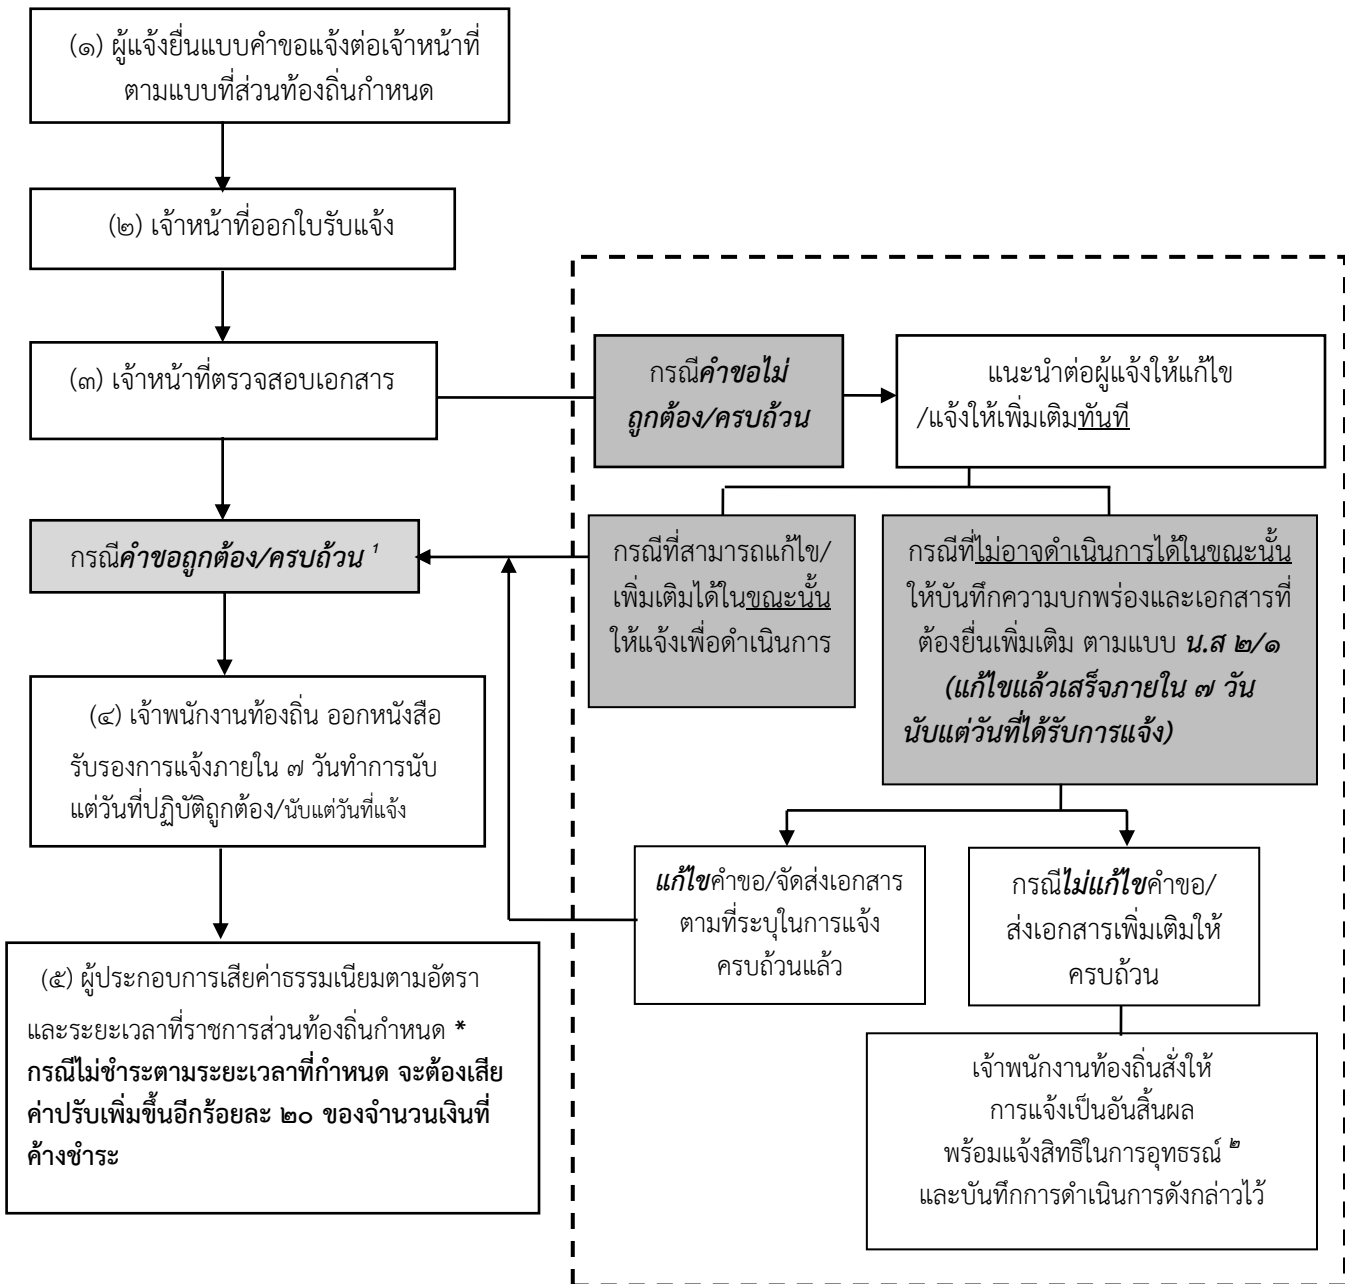 (๑) ผู้แจ้งยื่นแบบคำขอแจ้งต่อเจ้าหน้าที่
ตามแบบที่ส่วนท้องถิ่นกำหนด
(๒) เจ้าหน้าที่ออกใบรับแจ้ง
(๓) เจ้าหน้าที่ตรวจสอบเอกสาร
กรณีคำขอไม่
ถูกต้อง/ครบถ้วน
แนะนำต่อผู้แจ้งให้แก้ไข
/แจ้งให้เพิ่มเติมทันที
กรณีคำขอถูกต้อง/ครบถ้วน ¹
กรณีที่สามารถแก้ไข/
เพิ่มเติมได้ในขณะนั้น
ให้แจ้งเพื่อดำเนินการ
กรณีที่ไม่อาจดำเนินการได้ในขณะนั้น
ให้บันทึกความบกพร่องและเอกสารที่
ต้องยื่นเพิ่มเติม ตามแบบ น.ส ๒/๑
(แก้ไขแล้วเสร็จภายใน ๗ วัน
นับแต่วันที่ได้รับการแจ้ง)
(๔) เจ้าพนักงานท้องถิ่น ออกหนังสือ
รับรองการแจ้งภายใน ๗ วันทำการนับ
แต่วันที่ปฏิบัติถูกต้อง/นับแต่วันที่แจ้ง
แก้ไขคำขอ/จัดส่งเอกสาร
ตามที่ระบุในการแจ้ง
ครบถ้วนแล้ว
กรณีไม่แก้ไขคำขอ/
ส่งเอกสารเพิ่มเติมให้
ครบถ้วน
(๕) ผู้ประกอบการเสียค่าธรรมเนียมตามอัตรา
และระยะเวลาที่ราชการส่วนท้องถิ่นกำหนด *
กรณีไม่ชำระตามระยะเวลาที่กำหนด จะต้องเสีย
ค่าปรับเพิ่มขึ้นอีกร้อยละ ๒๐ ของจำนวนเงินที่
ค้างชำระ
เจ้าพนักงานท้องถิ่นสั่งให้
การแจ้งเป็นอันสิ้นผล
พร้อมแจ้งสิทธิในการอุทธรณ์ ๒
และบันทึกการดำเนินการดังกล่าวไว้